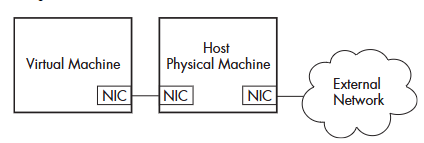 Virtual Machine
NIC
Host
Physical Machine
NIC
NIC
External
Network